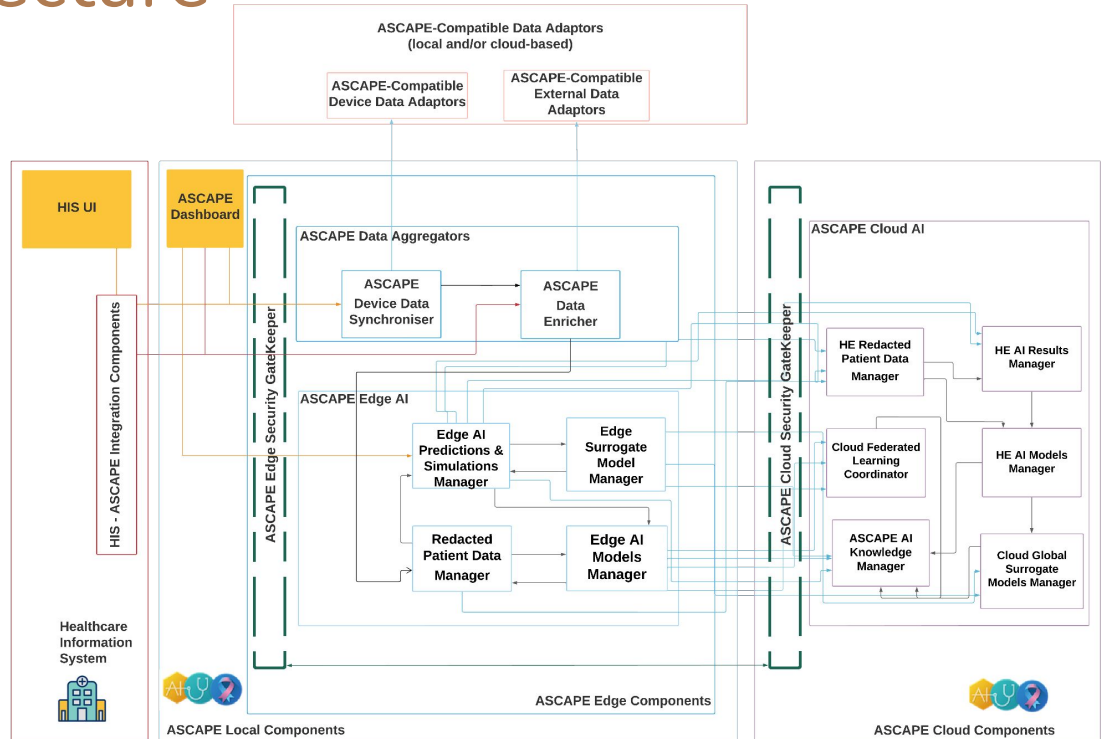 ASCAPE-Compatible Data Adaptors
(local and/or cloud-based)
ASCAPE-Compatible
Device Data Adaptors
ASCAPE-Compatible
External Data
Adaptors
HIS UI
HIS - ASCAPE Integration Components
Healthcare
Information
System
ASCAPE
Dashboard
ASCAPE Edge Security GateKeeper
ASCAPE Data Aggregators
ASCAPE
Device Data
Synchroniser
ASCAPE
Data
Enricher
ASCAPE Edge AI
Edge AI
Predictions &
Simulations
Manager
Edge
Surrogate
Model
Manager
Redacted
Patient Data
Manager
Edge AI
Models
Manager
ASCAPE Edge Components
ASCAPE Local Components
ASCAPE Cloud Security GateKeeper
ASCAPE Cloud AI
HE Redacted
Patient Data
Manager
HE AI Results
Manager
Cloud Federated
Learning
Coordinator
HE AI Models
Manager
ASCAPE AI
Knowledge
Manager
Cloud Global
Surrogate
Models Manager
ASCAPE Cloud Components